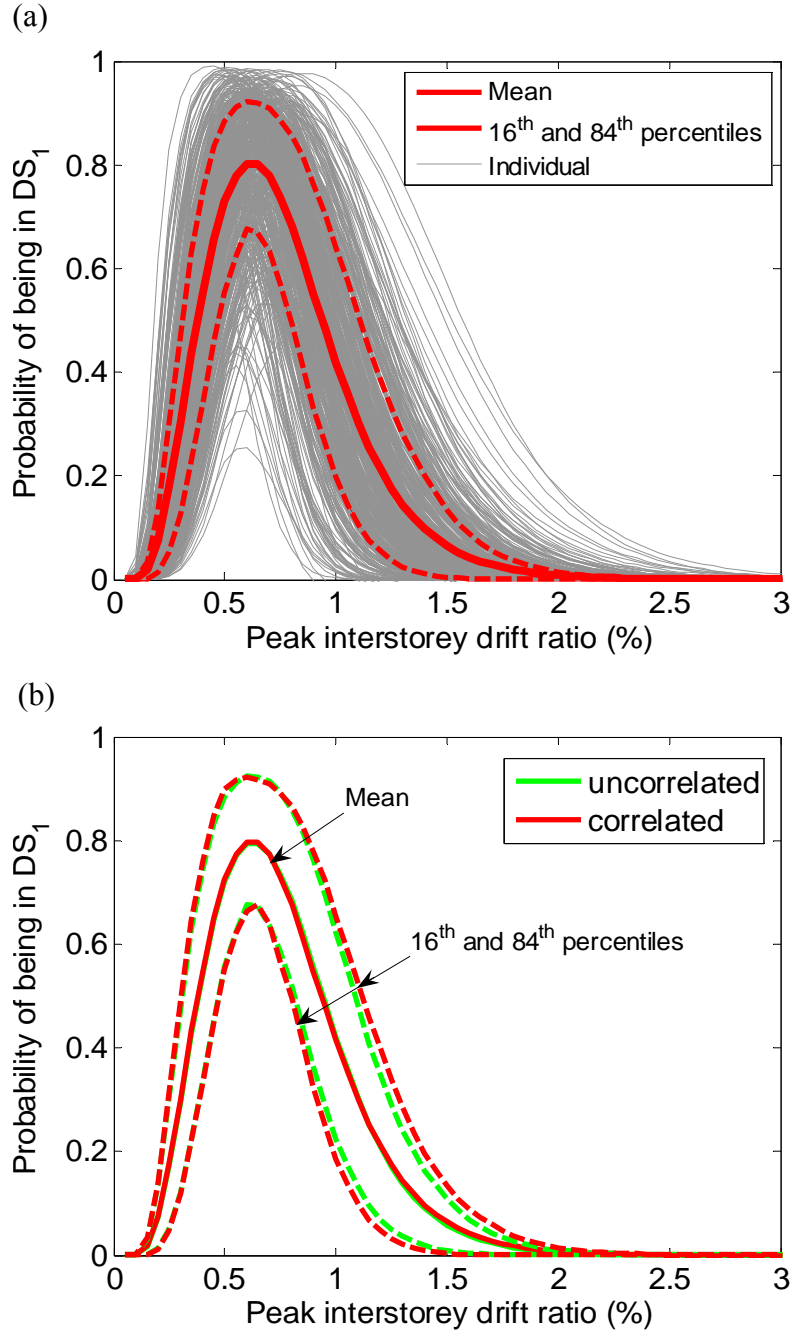 (a)
1
0.8
0.6
0.4
0.2
0
Probability of being in DS1
Mean
16th and 84th percentiles
Individual
0 0.5 1 1.5 2 2.5 3
Peak interstorey drift ratio (%)
(b)
1
0.8
0.6
0.4
0.2
0
Probability of being in DS1
uncorrelated
correlated
Mean
16th and 84th percentiles
0 0.5 1 1.5 2 2.5 3
Peak interstorey drift ratio (%)